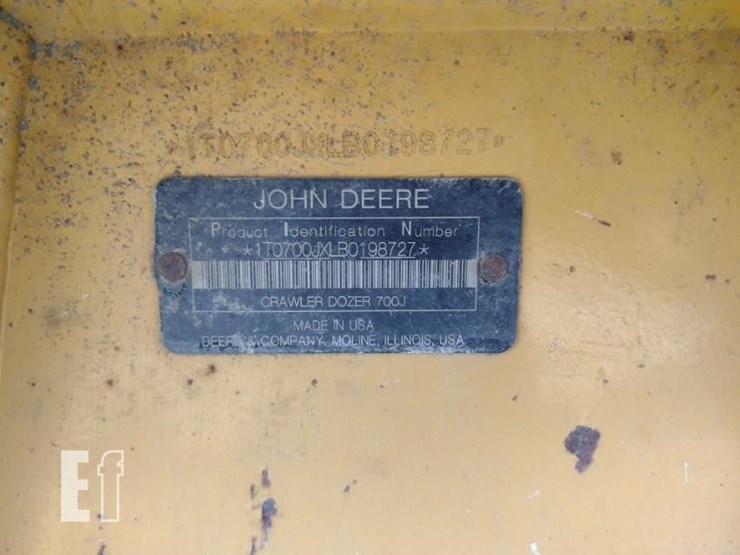 1T0700JXLB0198727*
JOHN DEERE
Product Identification Number
*1T0700JXLB0198727*
CRAWLER DOZER 700J
MADE IN USA
DEERE & COMPANY, MOLINE, ILLINOIS, USA
Ef